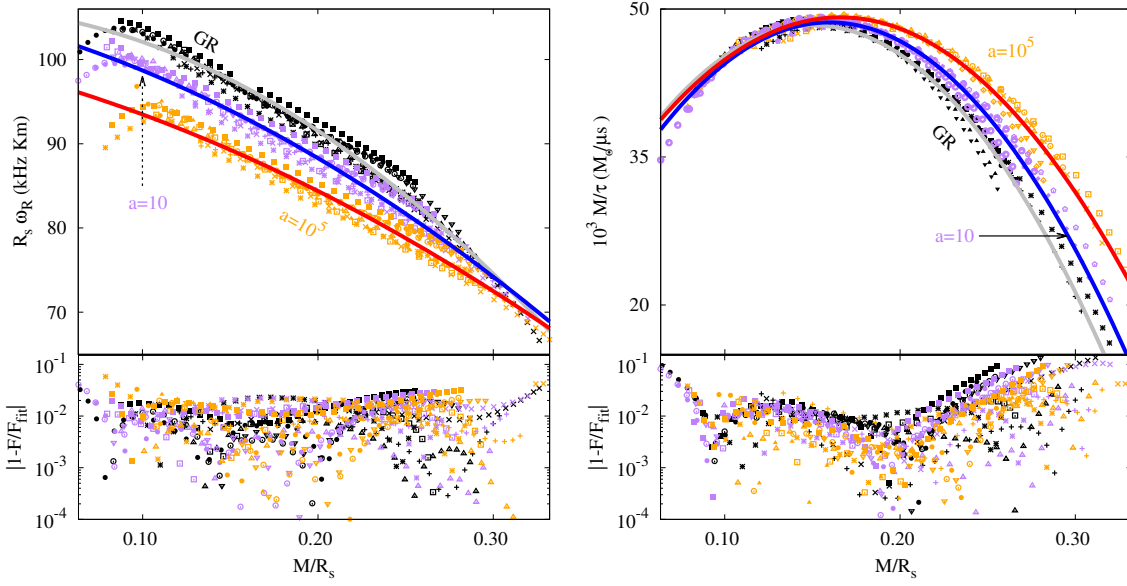 100
90
80
70
R_s ω_R (kHz Km)
GR
a=10
a=10^5
10^-1
10^-2
10^-3
10^-4
|1-F/F_fit|
0.10 0.20 0.30
M/R_s
50
35
20
10^3 M/τ (M_⊙/μs)
a=10^5
GR
a=10
10^-1
10^-2
10^-3
10^-4
|1-F/F_fit|
0.10 0.20 0.30
M/R_s